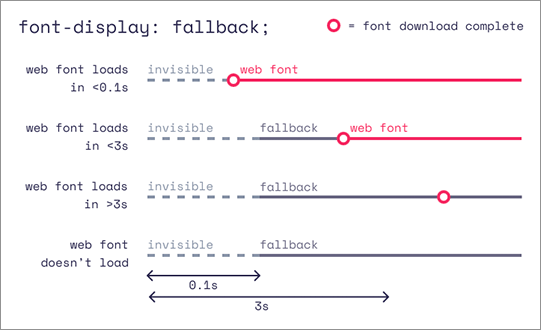 font-display: fallback;
= font download complete
web font loads
in <0.1s
invisible
web font
web font loads
in <3s
invisible
fallback
web font
web font loads
in >3s
invisible
fallback
web font
doesn't load
invisible
fallback
0.1s
3s